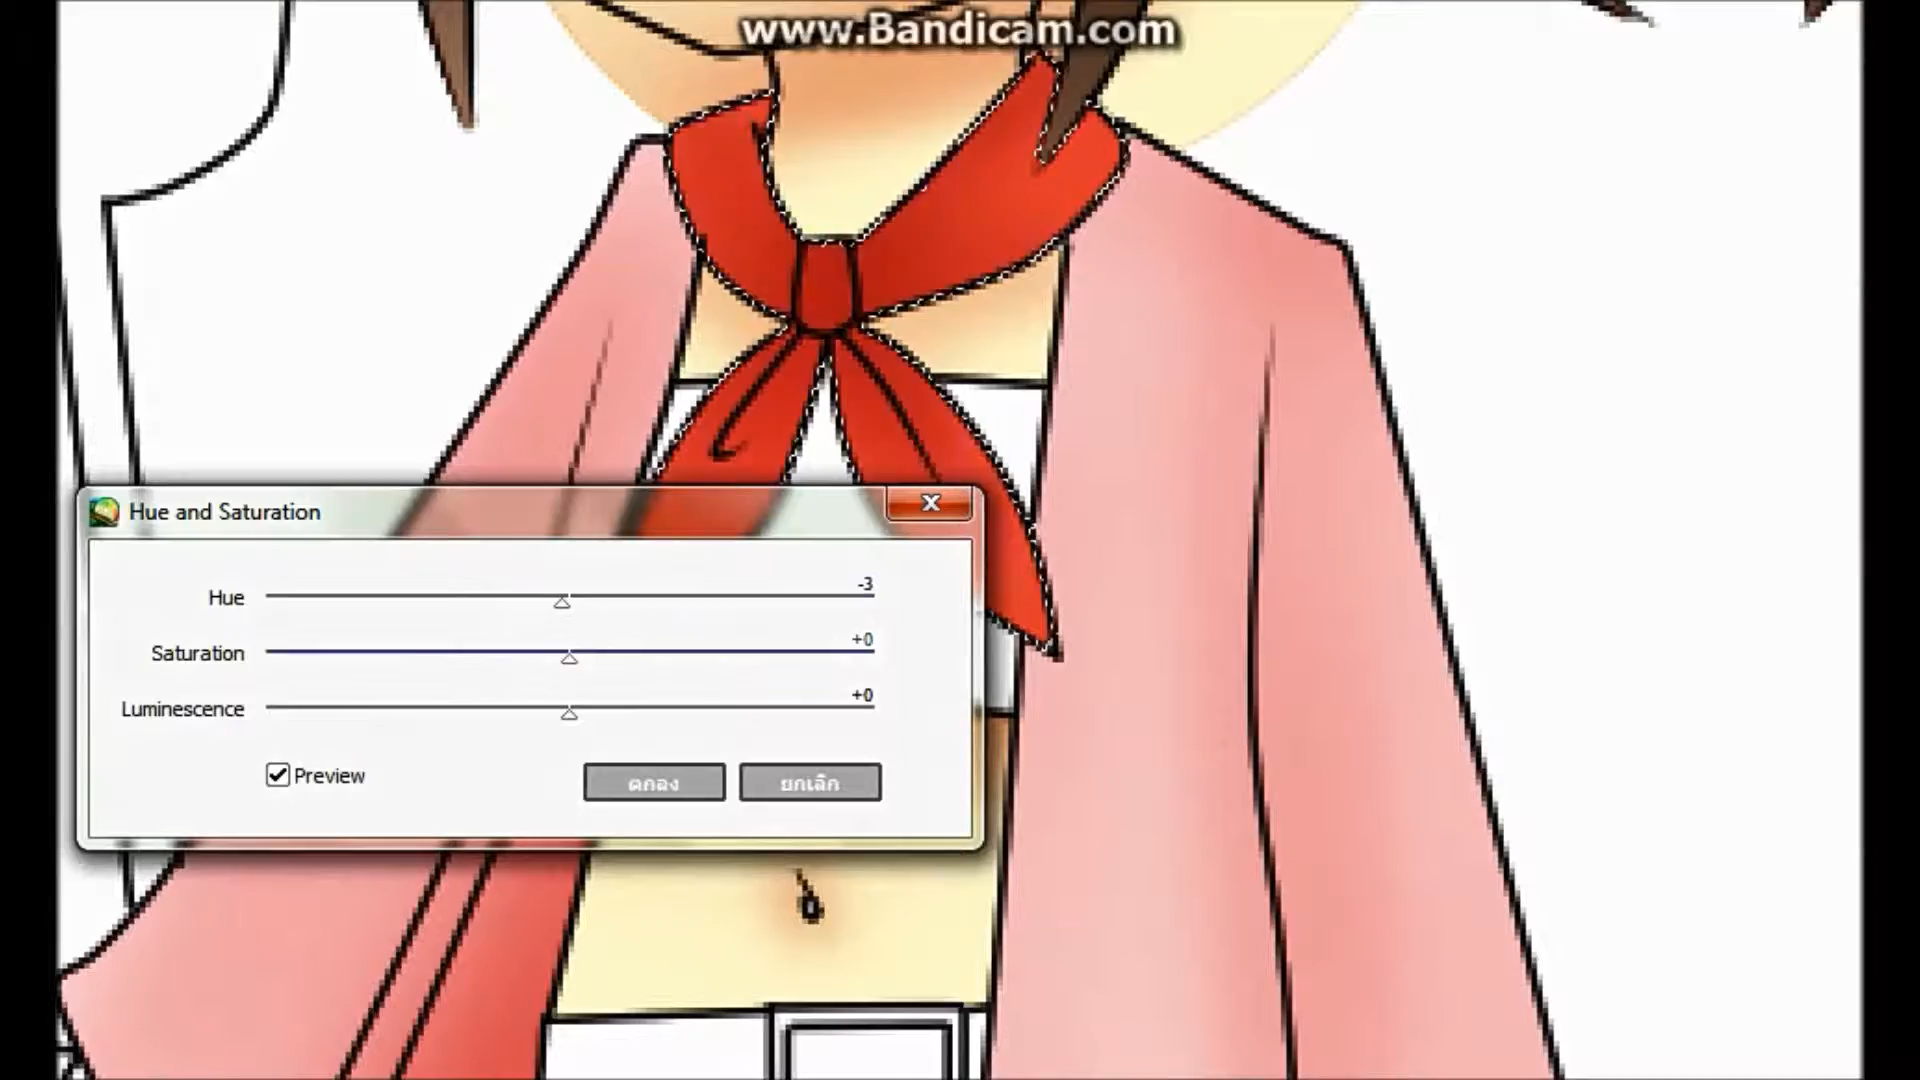 www.Bandicam.com
Hue and Saturation
Hue -3
Saturation +0
Luminescence +0
Preview
ตกลง ยกเลิก